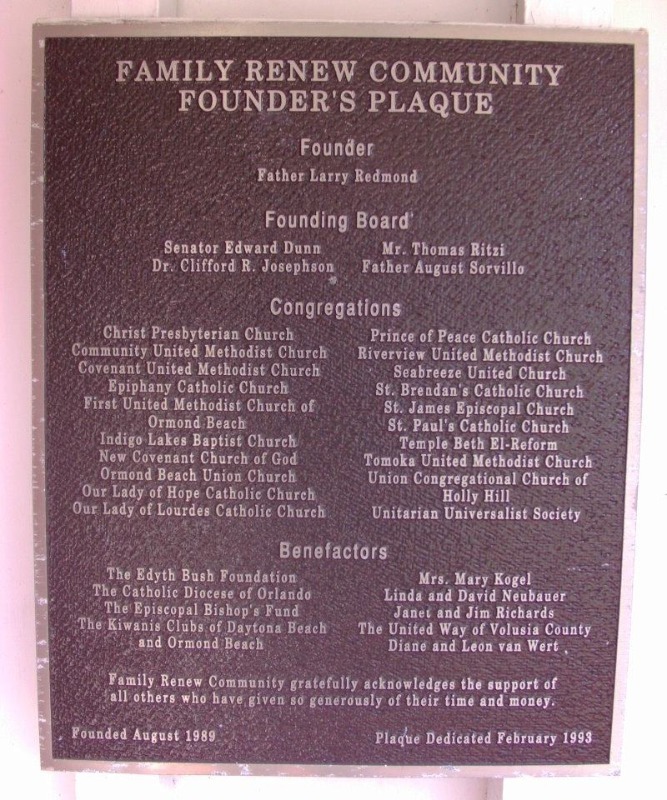 FAMILY RENEW COMMUNITY
FOUNDER'S PLAQUE
Founder
Father Larry Redmond
Founding Board
Senator Edward Dunn
Dr. Clifford R. Josephson
Mr. Thomas Ritzi
Father August Sorvillo
Congregations
Christ Presbyterian Church
Community United Methodist Church
Covenant United Methodist Church
Epiphany Catholic Church
First United Methodist Church of
Ormond Beach
Indigo Lakes Baptist Church
New Covenant Church of God
Ormond Beach Union Church
Our Lady of Hope Catholic Church
Our Lady of Lourdes Catholic Church
Prince of Peace Catholic Church
Riverview United Methodist Church
Seabreeze United Church
St. Brendan's Catholic Church
St. James Episcopal Church
St. Paul's Catholic Church
Temple Beth El-Reform
Tomoka United Methodist Church
Union Congregational Church of
Holly Hill
Unitarian Universalist Society
Benefactors
The Edyth Bush Foundation
The Catholic Diocese of Orlando
The Episcopal Bishop's Fund
The Kiwanis Clubs of Daytona Beach
and Ormond Beach
Mrs. Mary Kogel
Linda and David Neubauer
Janet and Jim Richards
The United Way of Volusia County
Diane and Leon van Wert
Family Renew Community gratefully acknowledges the support of
all others who have given so generously of their time and money.
Founded August 1989
Plaque Dedicated February 1993